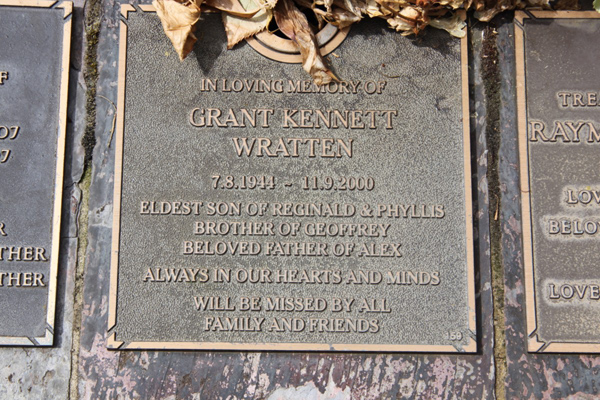 IN LOVING MEMORY OF
GRANT KENNETT
WRATTEN
7.8.1944 ~ 11.9.2000
ELDEST SON OF REGINALD & PHYLLIS
BROTHER OF GEOFFREY
BELOVED FATHER OF ALEX
ALWAYS IN OUR HEARTS AND MINDS
WILL BE MISSED BY ALL
FAMILY AND FRIENDS
159